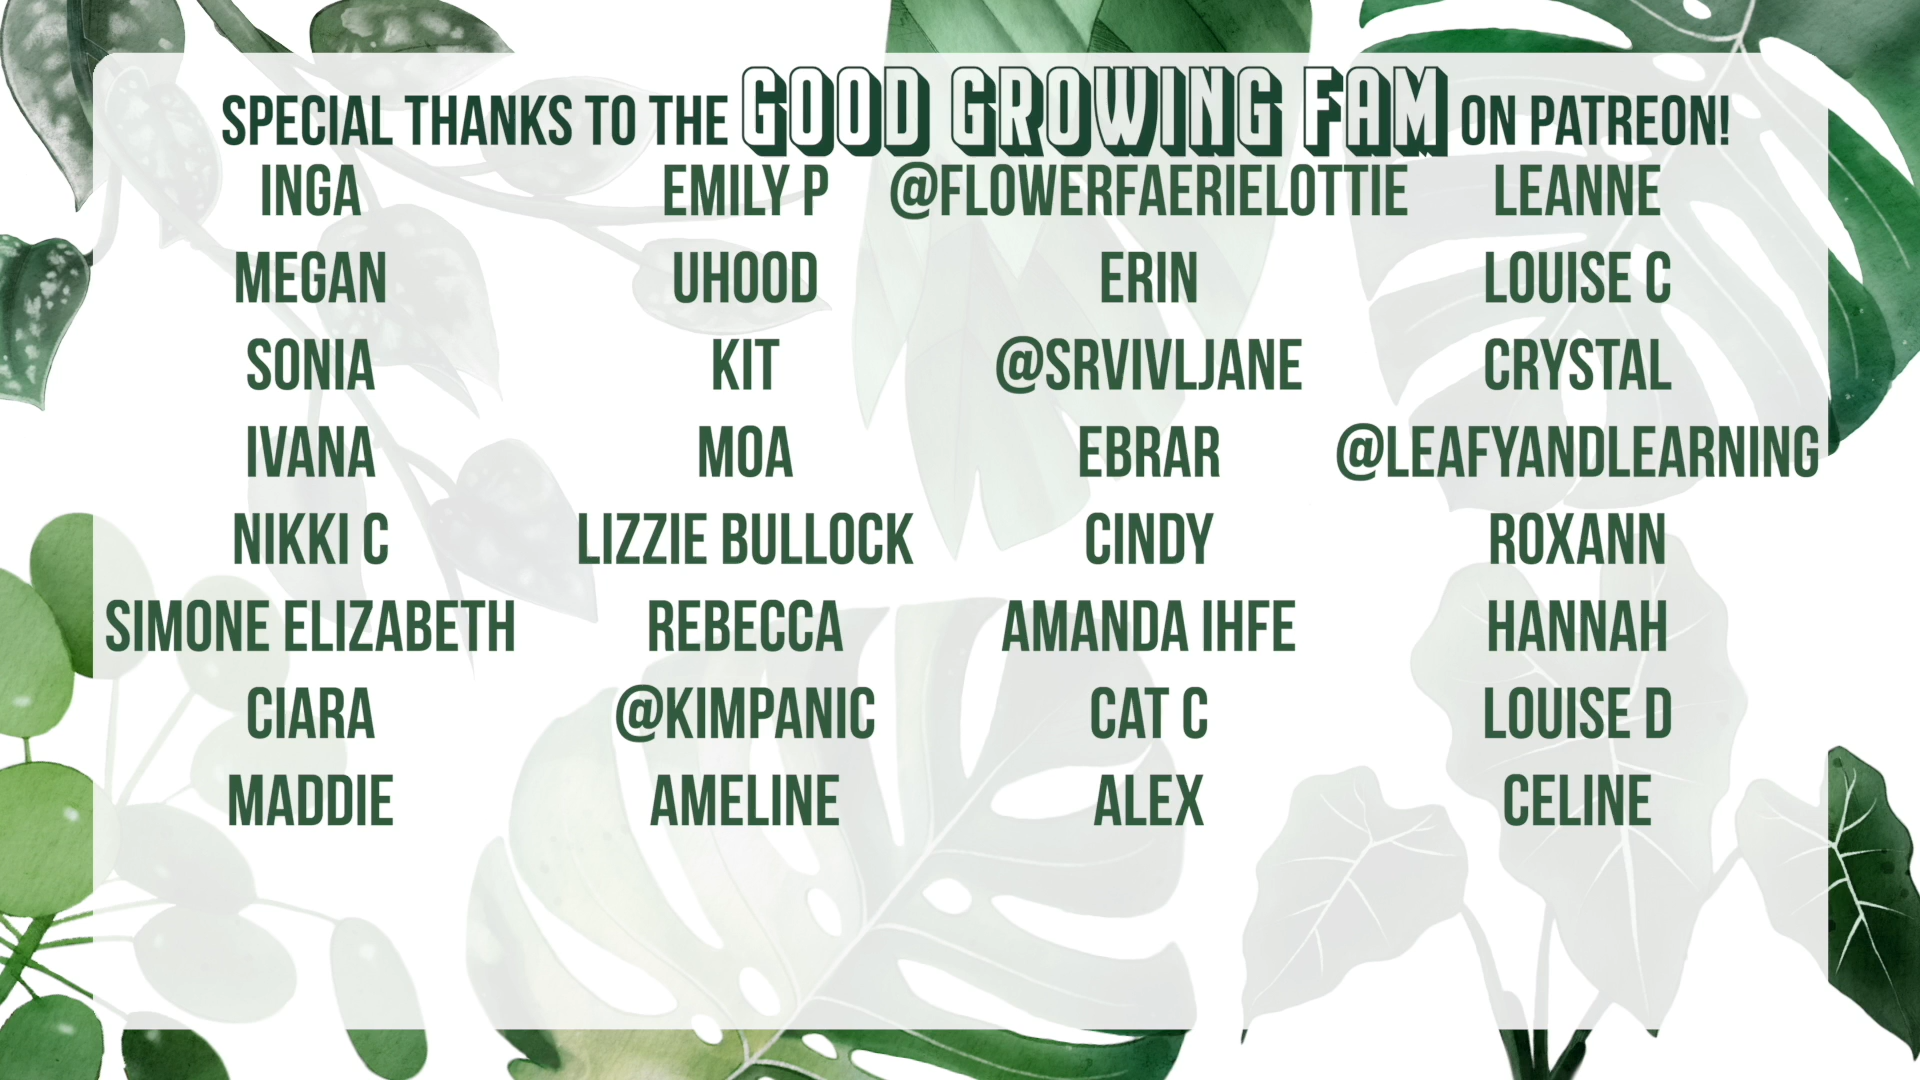 SPECIAL THANKS TO THE GOOD GROWING FAM ON PATREON!
INGA EMILY P @FLOWERFAERIELOTTIE LEANNE
MEGAN UHOOD ERIN LOUISE C
SONIA KIT @SRVIVLJANE CRYSTAL
IVANA MOA EBRAR @LEAFYANDLEARNING
NIKKI C LIZZIE BULLOCK CINDY ROXANN
SIMONE ELIZABETH REBECCA AMANDA IHFE HANNAH
CIARA @KIMPANIC CAT C LOUISE D
MADDIE AMELINE ALEX CELINE